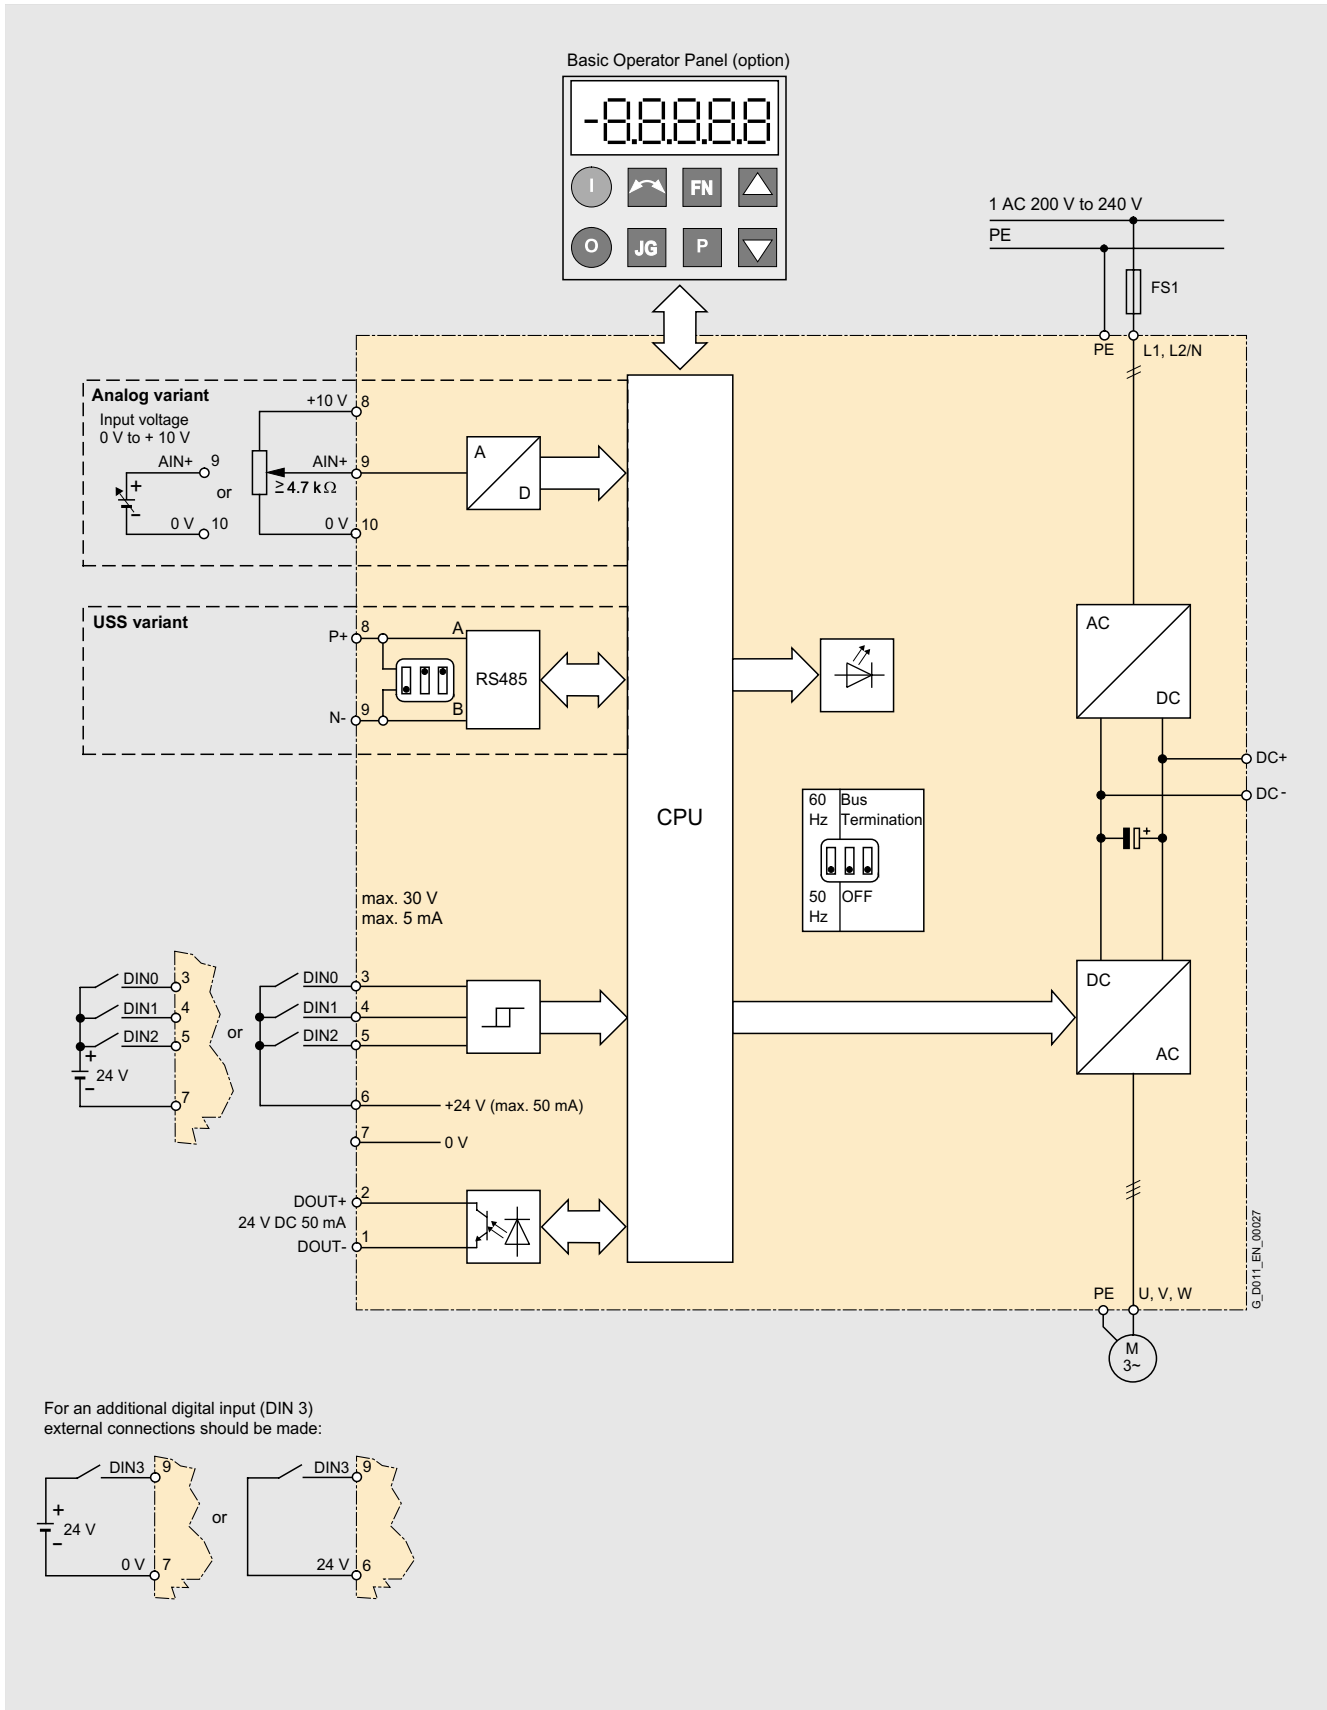 Basic Operator Panel (option)
-8.8.8.8.8
I
FN
O
JG
P
1 AC 200 V to 240 V
PE
FS1
PE
L1, L2/N
Analog variant
Input voltage
0 V to + 10 V
AIN+ 9
+
-
or
0 V 10
+10 V 8
AIN+ 9
≥ 4.7 kΩ
0 V 10
A
D
USS variant
P+ 8
A
N- 9
B
RS485
CPU
60 Hz
Bus Termination
50 Hz
OFF
AC
DC
DC+
DC-
+
DC
AC
max. 30 V
max. 5 mA
DIN0 3
DIN1 4
DIN2 5
+
24 V
–
7
or
DIN0 3
DIN1 4
DIN2 5
6 +24 V (max. 50 mA)
7 0 V
DOUT+ 2
24 V DC 50 mA
DOUT- 1
PE
U, V, W
M
3~
G_D011_EN_00027
For an additional digital input (DIN 3)
external connections should be made:
DIN3 9
+
24 V
–
0 V 7
or
DIN3 9
24 V 6